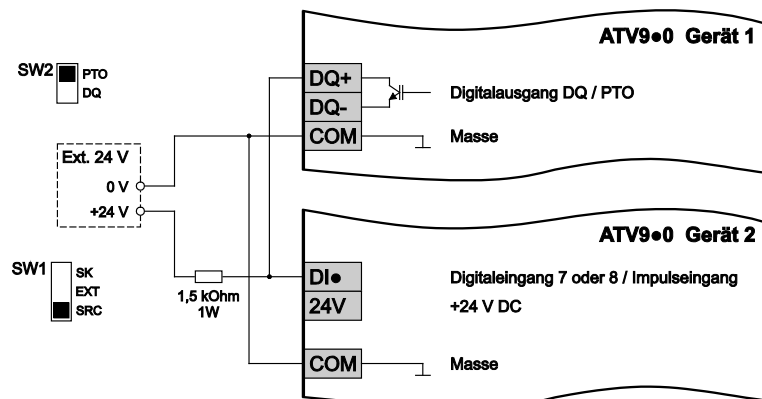 ATV9●0 Gerät 1
SW2
PTO
DQ
DQ+
DQ-
COM
Digitalausgang DQ / PTO
Masse
Ext. 24 V
0 V
+24 V
ATV9●0 Gerät 2
SW1
SK
EXT
SRC
1,5 kOhm
1W
DI●
24V
COM
Digitaleingang 7 oder 8 / Impulseingang
+24 V DC
Masse